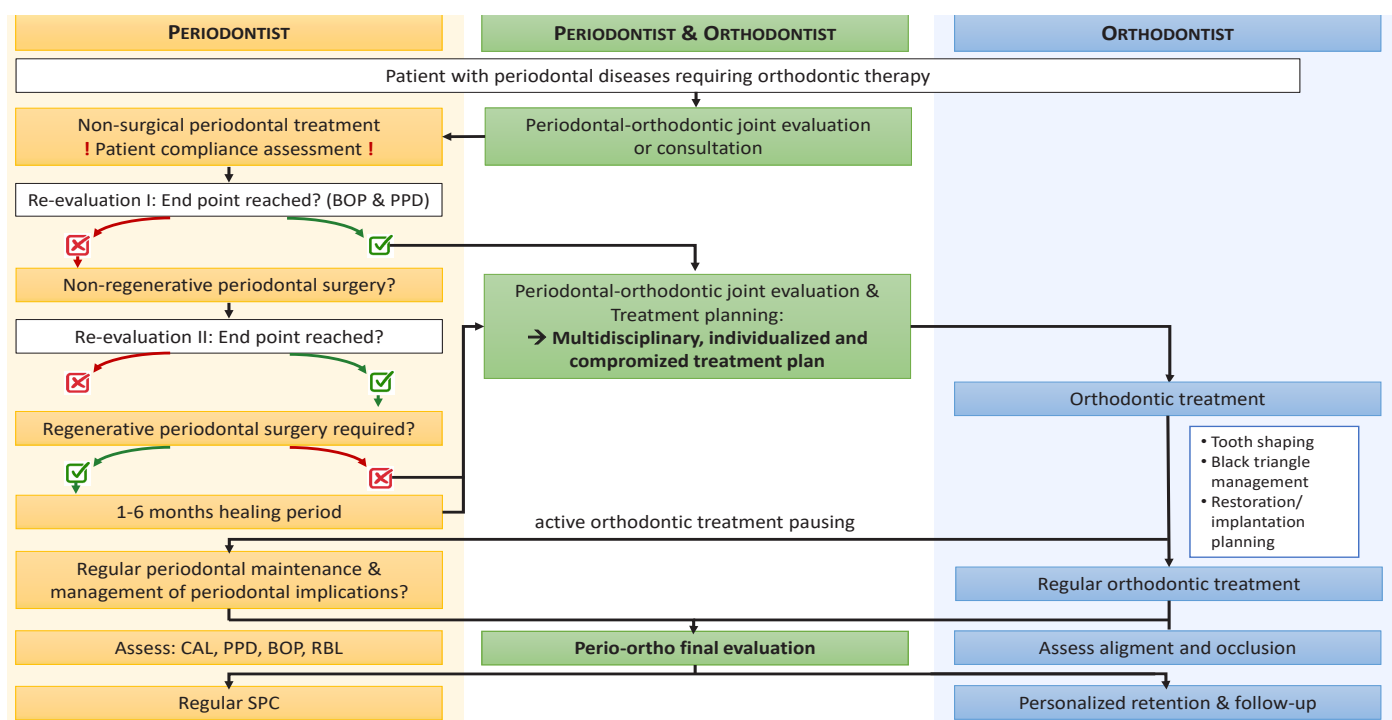 PERIODONTIST
PERIODONTIST & ORTHODONTIST
ORTHODONTIST
Patient with periodontal diseases requiring orthodontic therapy
Non-surgical periodontal treatment
! Patient compliance assessment !
Periodontal-orthodontic joint evaluation
or consultation
Re-evaluation I: End point reached? (BOP & PPD)
Non-regenerative periodontal surgery?
Periodontal-orthodontic joint evaluation &
Treatment planning:
→ Multidisciplinary, individualized and
compromized treatment plan
Re-evaluation II: End point reached?
Orthodontic treatment
Regenerative periodontal surgery required?
• Tooth shaping
• Black triangle
management
• Restoration/
implantation
planning
1-6 months healing period
active orthodontic treatment pausing
Regular periodontal maintenance &
management of periodontal implications?
Regular orthodontic treatment
Assess: CAL, PPD, BOP, RBL
Perio-ortho final evaluation
Assess aligment and occlusion
Regular SPC
Personalized retention & follow-up